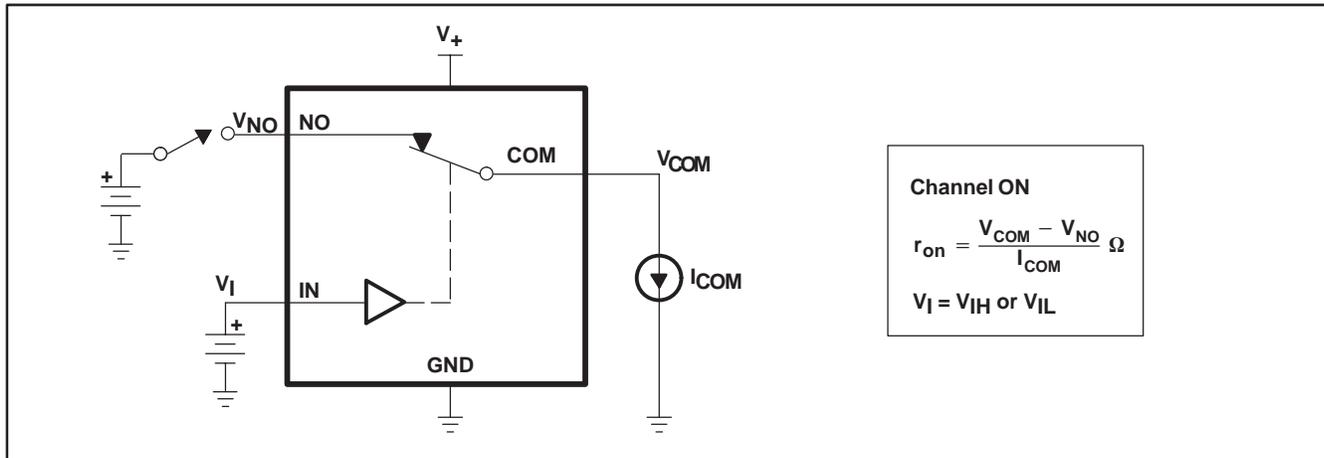 V+
VNO
NO
COM
VCOM
+
VI
IN
+
ICOM
GND
Channel ON
ron = VCOM − VNO / ICOM Ω
VI = VIH or VIL